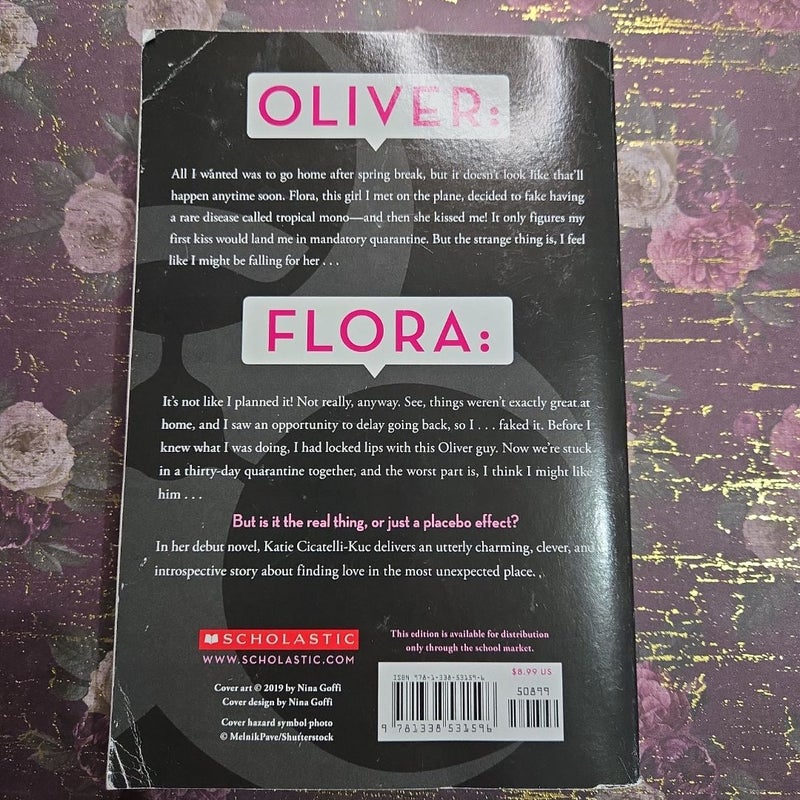 OLIVER:
All I wanted was to go home after spring break, but it doesn't look like that'll
happen anytime soon. Flora, this girl I met on the plane, decided to fake having
a rare disease called tropical mono—and then she kissed me! It only figures my
first kiss would land me in mandatory quarantine. But the strange thing is, I feel
like I might be falling for her . . .
FLORA:
It's not like I planned it! Not really, anyway. See, things weren't exactly great at
home, and I saw an opportunity to delay going back, so I . . . faked it. Before I
knew what I was doing, I had locked lips with this Oliver guy. Now we're stuck
in a thirty-day quarantine together, and the worst part is, I think I might like
him . . .
But is it the real thing, or just a placebo effect?
In her debut novel, Katie Cicatelli-Kuc delivers an utterly charming, clever, and
introspective story about finding love in the most unexpected place.
SCHOLASTIC
WWW.SCHOLASTIC.COM
This edition is available for distribution
only through the school market.
Cover art © 2019 by Nina Goffi
Cover design by Nina Goffi
Cover hazard symbol photo
© MelnikPave/Shutterstock
$8.99 US
ISBN 978-1-338-53159-6
50899
9 781338 531596